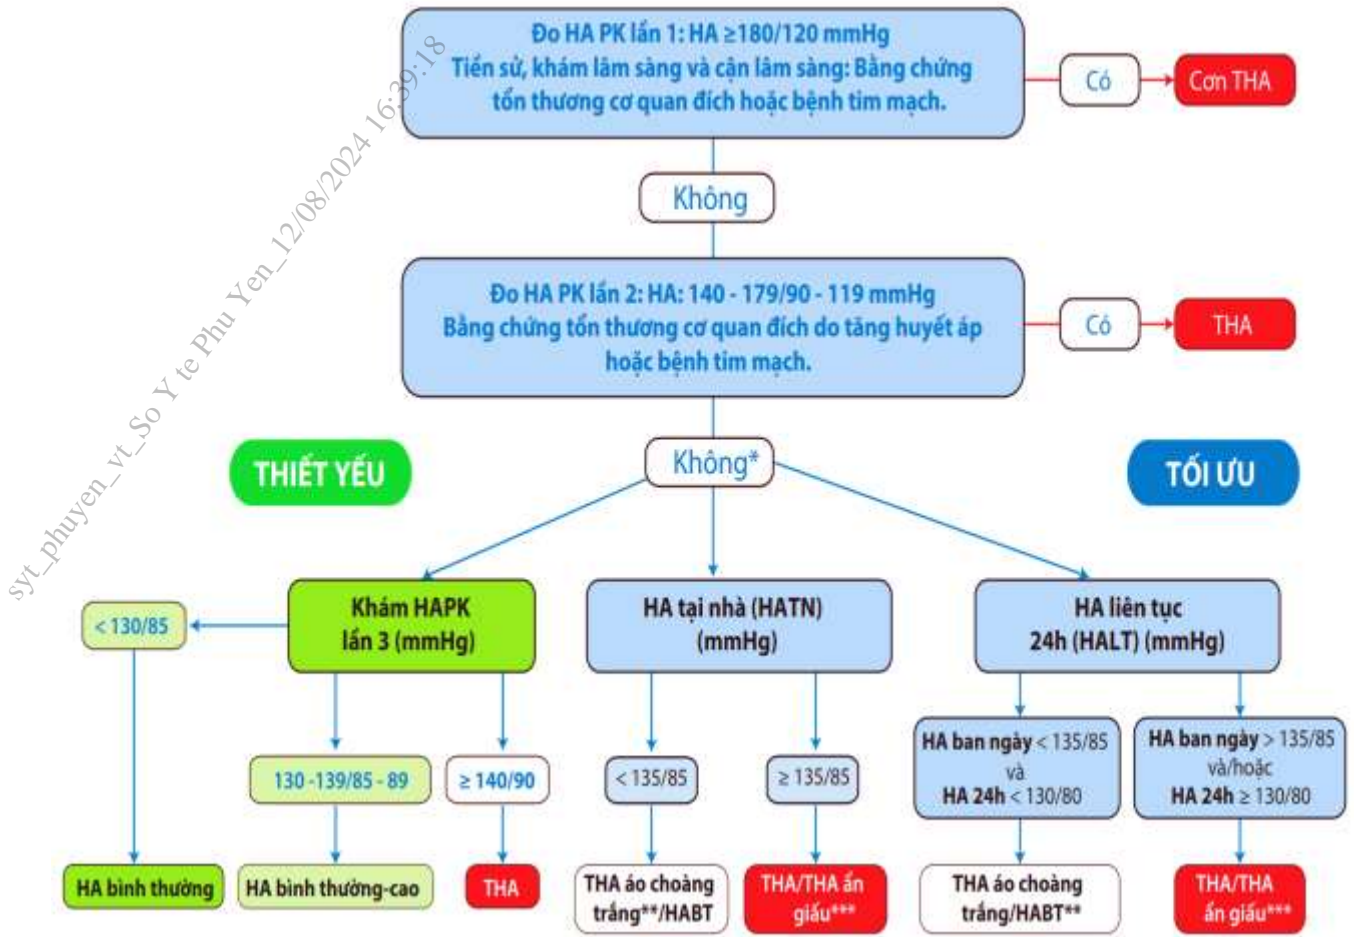 Đo HA PK lần 1: HA ≥180/120 mmHg
Tiền sử, khám lâm sàng và cận lâm sàng: Bằng chứng
tổn thương cơ quan đích hoặc bệnh tim mạch.
Có
Cơn THA
Không
Đo HA PK lần 2: HA: 140 - 179/90 - 119 mmHg
Bằng chứng tổn thương cơ quan đích do tăng huyết áp
hoặc bệnh tim mạch.
Có
THA
Không*
THIẾT YẾU
TỐI ƯU
syt_phuyen_vt_So Y te Phu Yen_12/08/2024 16:39:18
< 130/85
Khám HAPK
lần 3 (mmHg)
HA tại nhà (HATN)
(mmHg)
HA liên tục
24h (HALT) (mmHg)
130 -139/85 - 89
≥ 140/90
< 135/85
≥ 135/85
HA ban ngày < 135/85
và
HA 24h < 130/80
HA ban ngày > 135/85
và/hoặc
HA 24h ≥ 130/80
HA bình thường
HA bình thường-cao
THA
THA áo choàng
trắng**/HABT
THA/THA ẩn
giấu***
THA áo choàng
trắng/HABT**
THA/THA
ẩn giấu***